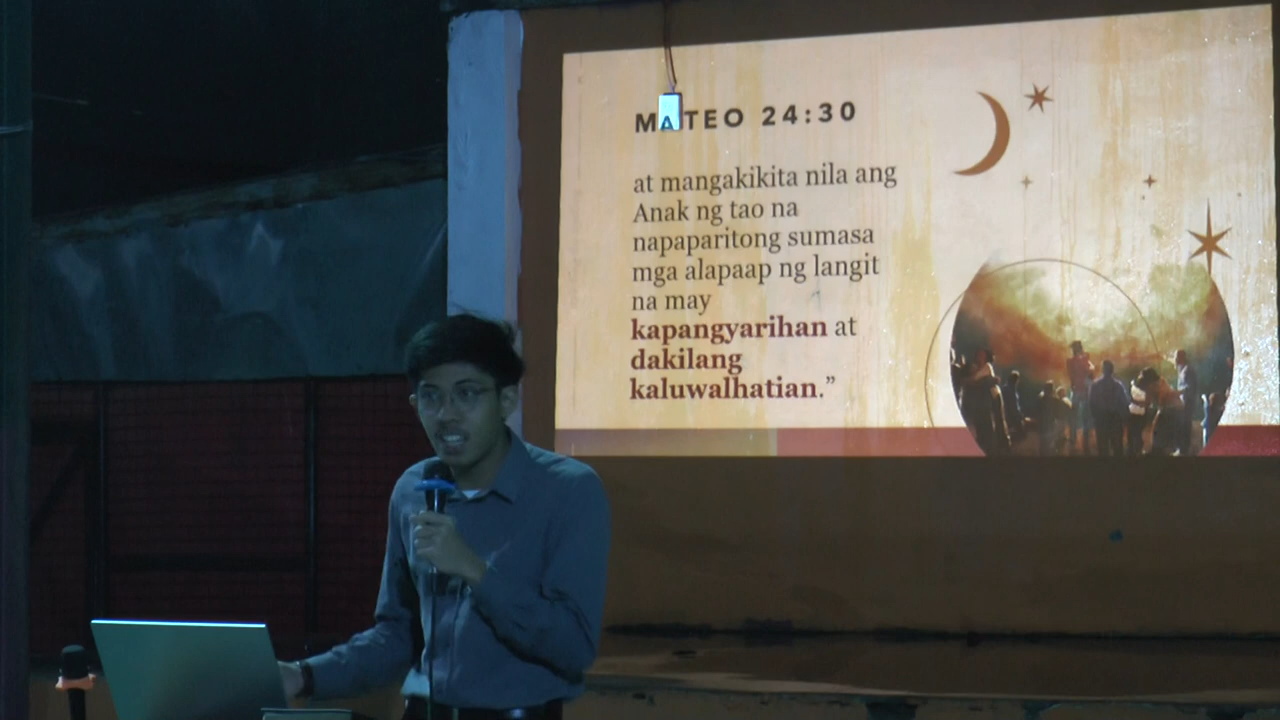 MATEO 24:30
at mangakikita nila ang
Anak ng tao na
napaparitong sumasa
mga alapaap ng langit
na may
kapangyarihan at
dakilang
kaluwalhatian.”